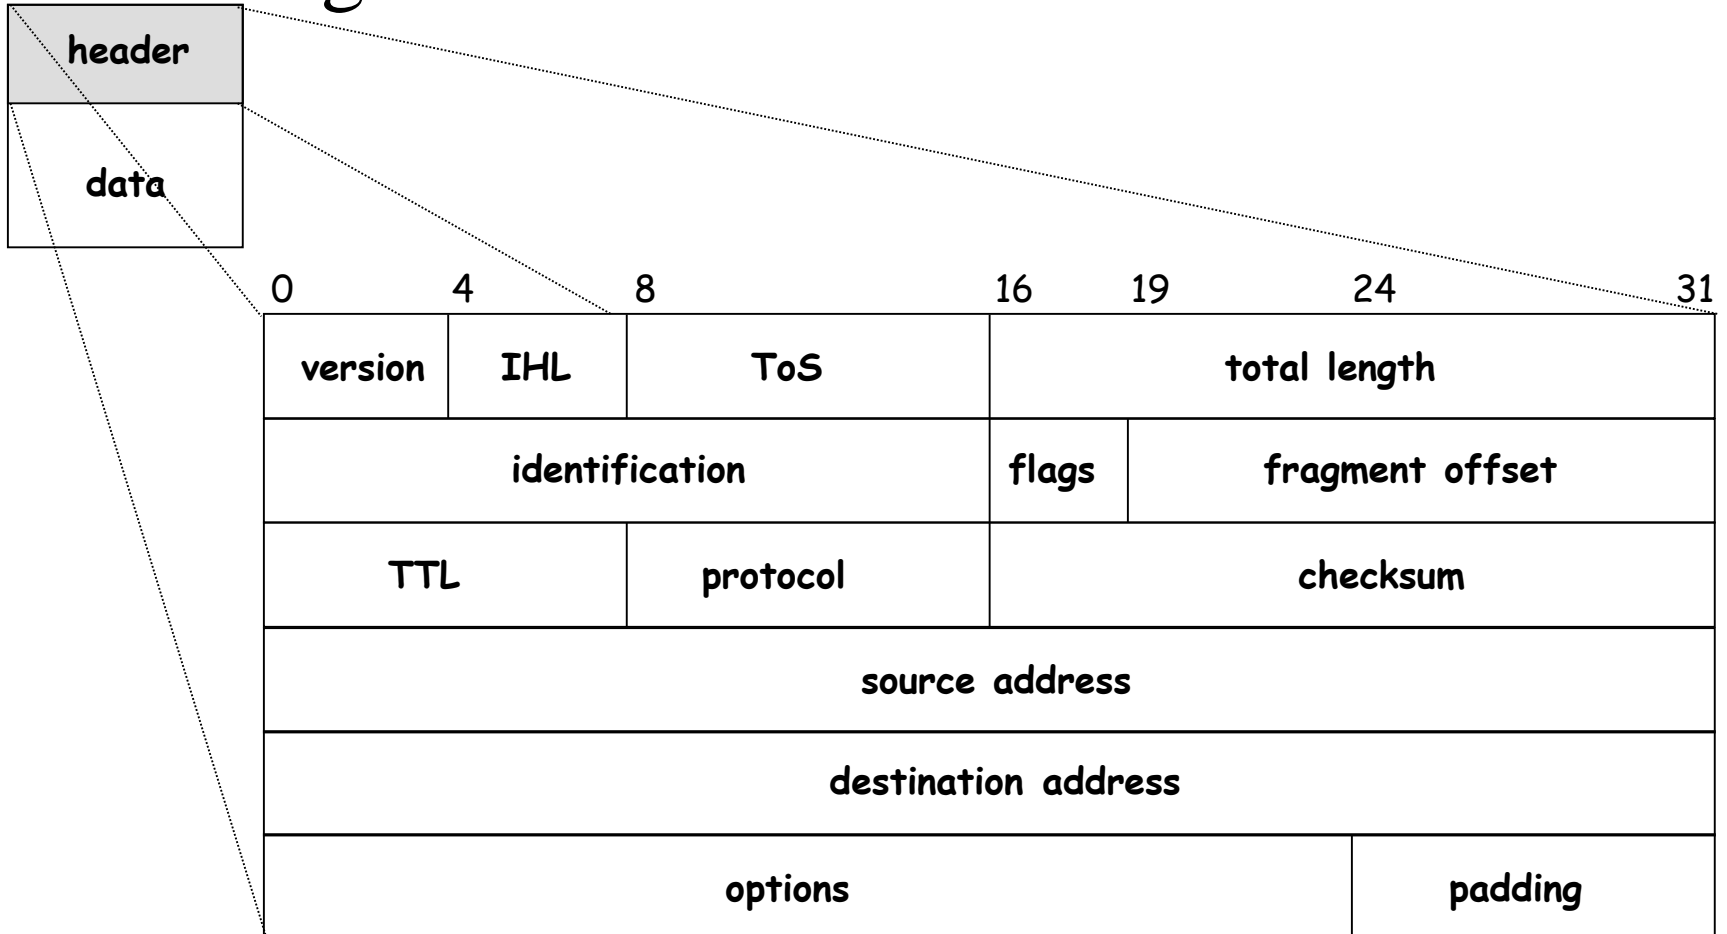 header
data
0 4 8 16 19 24 31
version IHL ToS total length
identification flags fragment offset
TTL protocol checksum
source address
destination address
options padding